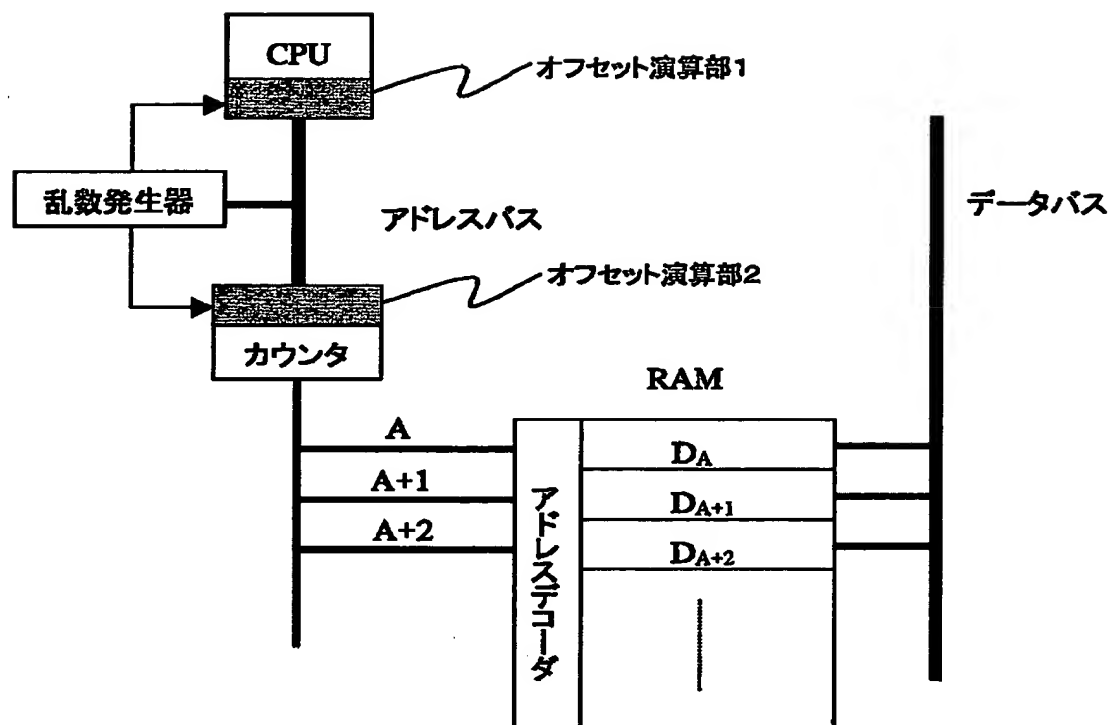 CPU
オフセット演算部1
乱数発生器
アドレスバス
データバス
オフセット演算部2
カウンタ
RAM
A
DA
A+1
DA+1
A+2
DA+2
アドレスデコーダ